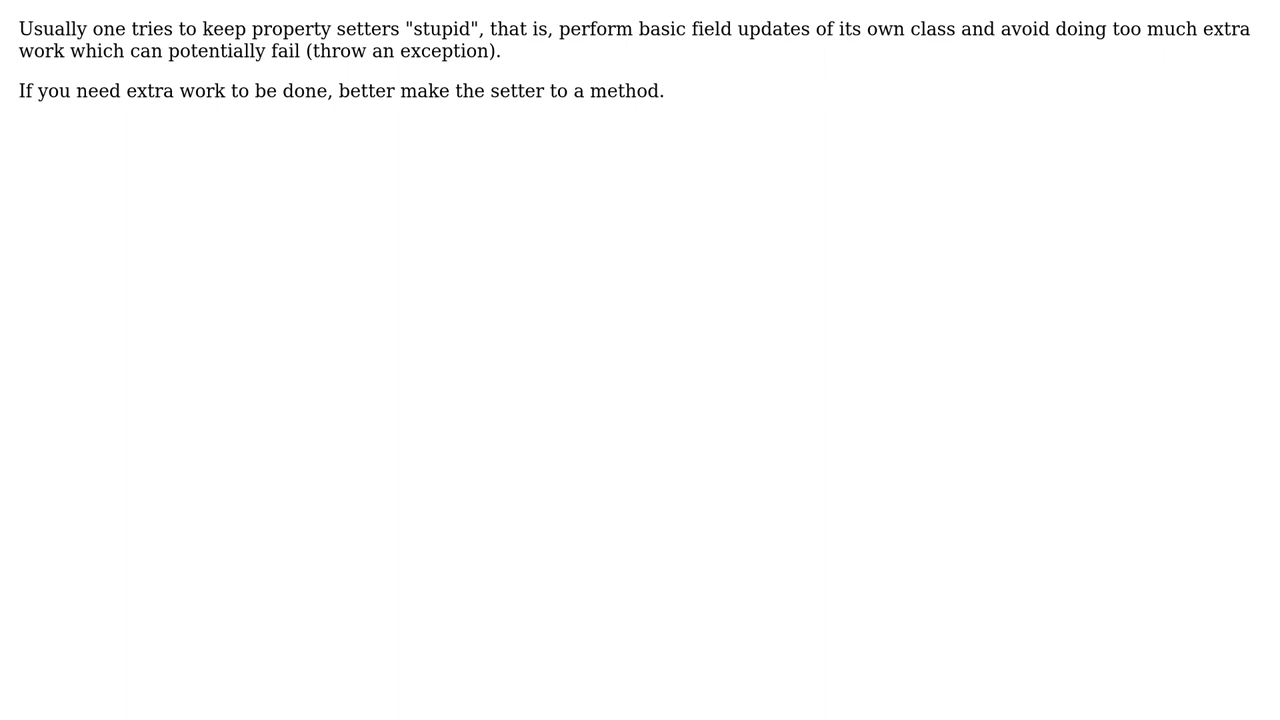 Usually one tries to keep property setters "stupid", that is, perform basic field updates of its own class and avoid doing too much extra
work which can potentially fail (throw an exception).
If you need extra work to be done, better make the setter to a method.